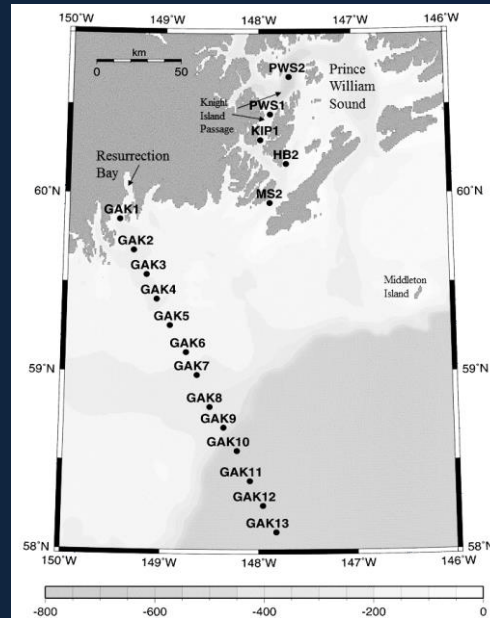 150˚W 149˚W 148˚W 147˚W 146˚W
km
0 50
PWS2
Prince
William
Sound
Knight
Island
Passage
PWS1
KIP1
HB2
Resurrection
Bay
60˚N 60˚N
MS2
GAK1
GAK2
GAK3
Middleton
Island
GAK4
GAK5
GAK6
59˚N 59˚N
GAK7
GAK8
GAK9
GAK10
GAK11
GAK12
GAK13
58˚N 58˚N
150˚W 149˚W 148˚W 147˚W 146˚W
-800 -600 -400 -200 0